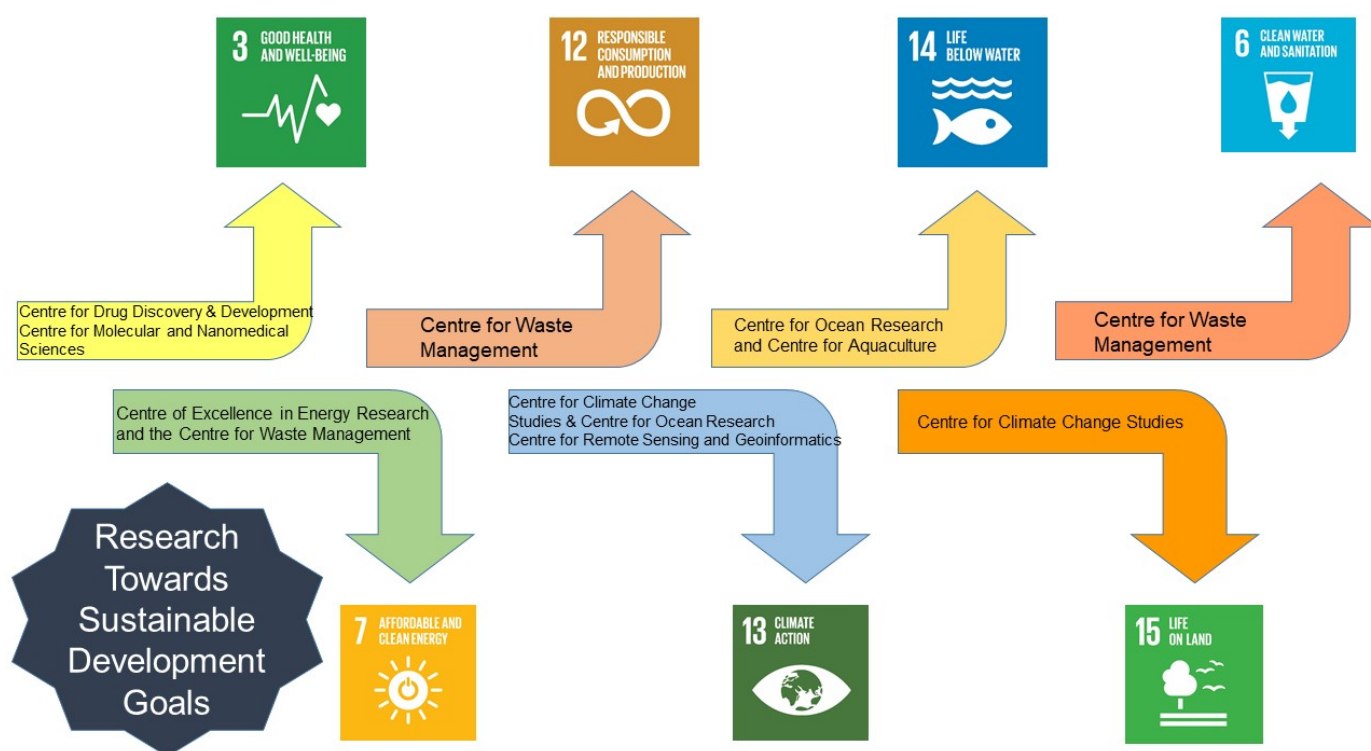 3 GOOD HEALTH
AND WELL-BEING
12 RESPONSIBLE
CONSUMPTION
AND PRODUCTION
14 LIFE
BELOW WATER
6 CLEAN WATER
AND SANITATION
Centre for Drug Discovery & Development
Centre for Molecular and Nanomedical
Sciences
Centre for Waste
Management
Centre for Ocean Research
and Centre for Aquaculture
Centre for Waste
Management
Centre of Excellence in Energy Research
and the Centre for Waste Management
Centre for Climate Change
Studies & Centre for Ocean Research
Centre for Remote Sensing and Geoinformatics
Centre for Climate Change Studies
Research
Towards
Sustainable
Development
Goals
7 AFFORDABLE AND
CLEAN ENERGY
13 CLIMATE
ACTION
15 LIFE
ON LAND